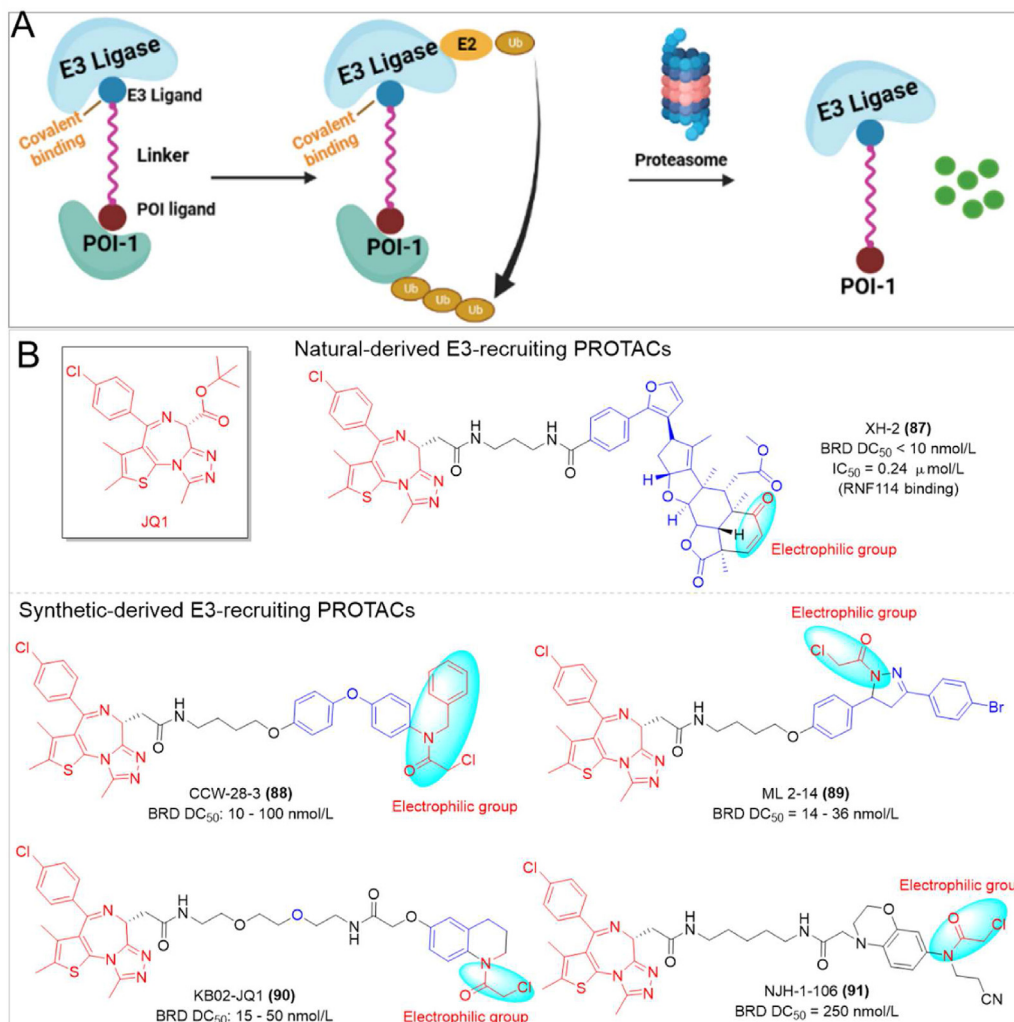 A
E3 Ligase
E3 Ligand
Covalent
binding
Linker
POI ligand
POI-1
E3 Ligase
E2
Ub
Covalent
binding
POI-1
Ub
Ub
Ub
Proteasome
E3 Ligase
POI-1
B
Natural-derived E3-recruiting PROTACs
JQ1
XH-2 (87)
BRD DC50 < 10 nmol/L
IC50 = 0.24 μmol/L
(RNF114 binding)
Electrophilic group
Synthetic-derived E3-recruiting PROTACs
Electrophilic group
CCW-28-3 (88)
BRD DC50: 10 - 100 nmol/L
Electrophilic group
ML 2-14 (89)
BRD DC50 = 14 - 36 nmol/L
KB02-JQ1 (90)
BRD DC50: 15 - 50 nmol/L
Electrophilic group
Electrophilic grou
NJH-1-106 (91)
BRD DC50 = 250 nmol/L